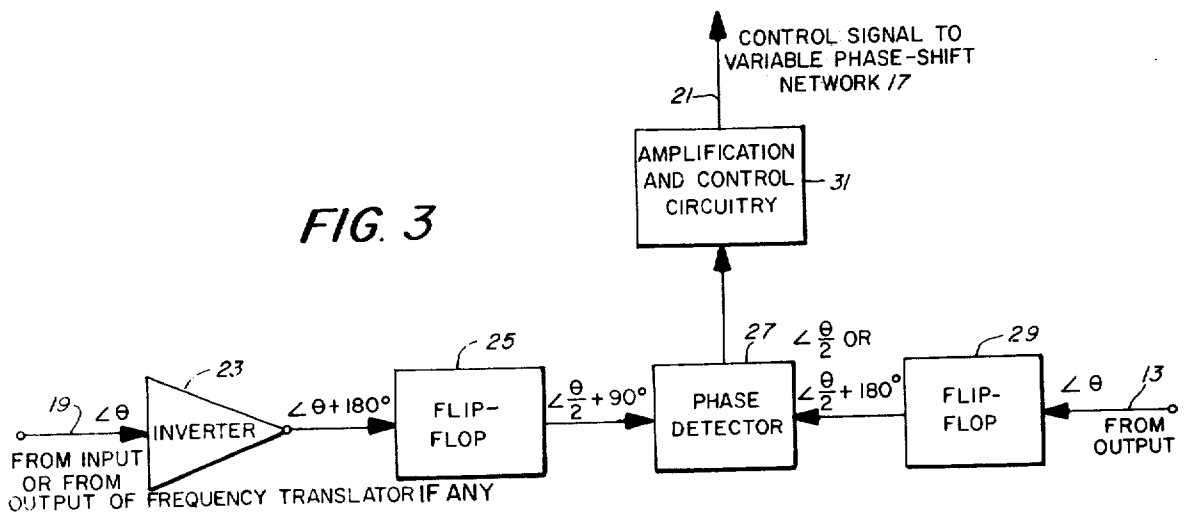 CONTROL SIGNAL TO
VARIABLE PHASE-SHIFT
NETWORK 17
21
AMPLIFICATION
AND CONTROL
CIRCUITRY
31
FIG. 3
19
∠θ
23
INVERTER
∠θ+180°
25
FLIP-
FLOP
∠θ/2 + 90°
27
PHASE
DETECTOR
∠θ/2 OR
∠θ/2 + 180°
29
FLIP-
FLOP
∠θ
13
FROM
OUTPUT
FROM INPUT
OR FROM
OUTPUT OF FREQUENCY TRANSLATOR IF ANY